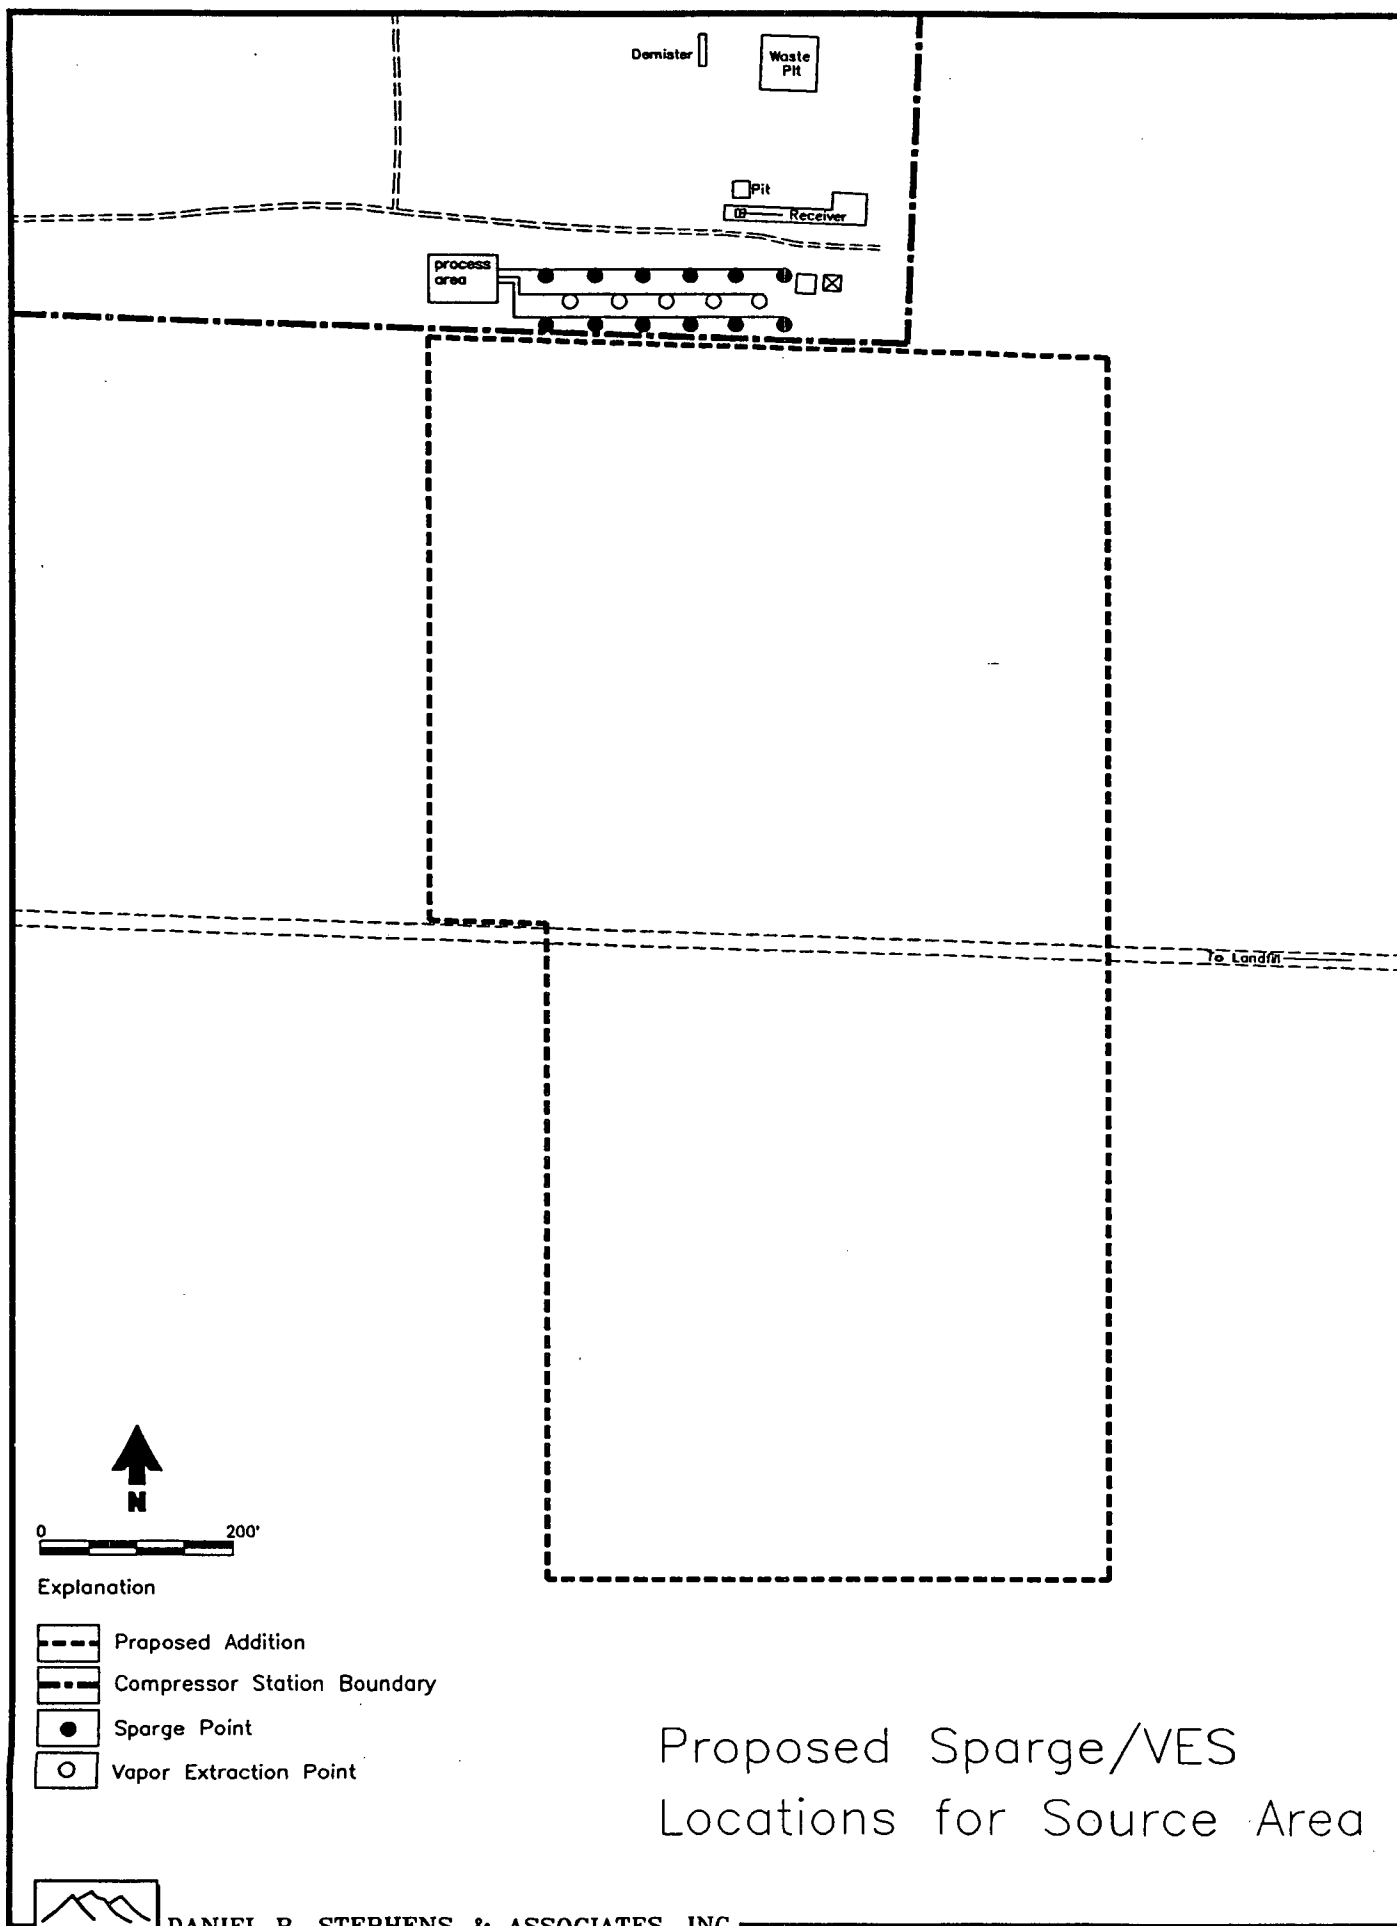 Demister
Waste
Pit
Pit
Receiver
process
area
To Landfill
N
0 200'
Explanation
Proposed Addition
Compressor Station Boundary
Sparge Point
Vapor Extraction Point
Proposed Sparge/VES
Locations for Source Area
DANIEL B. STEPHENS & ASSOCIATES, INC.